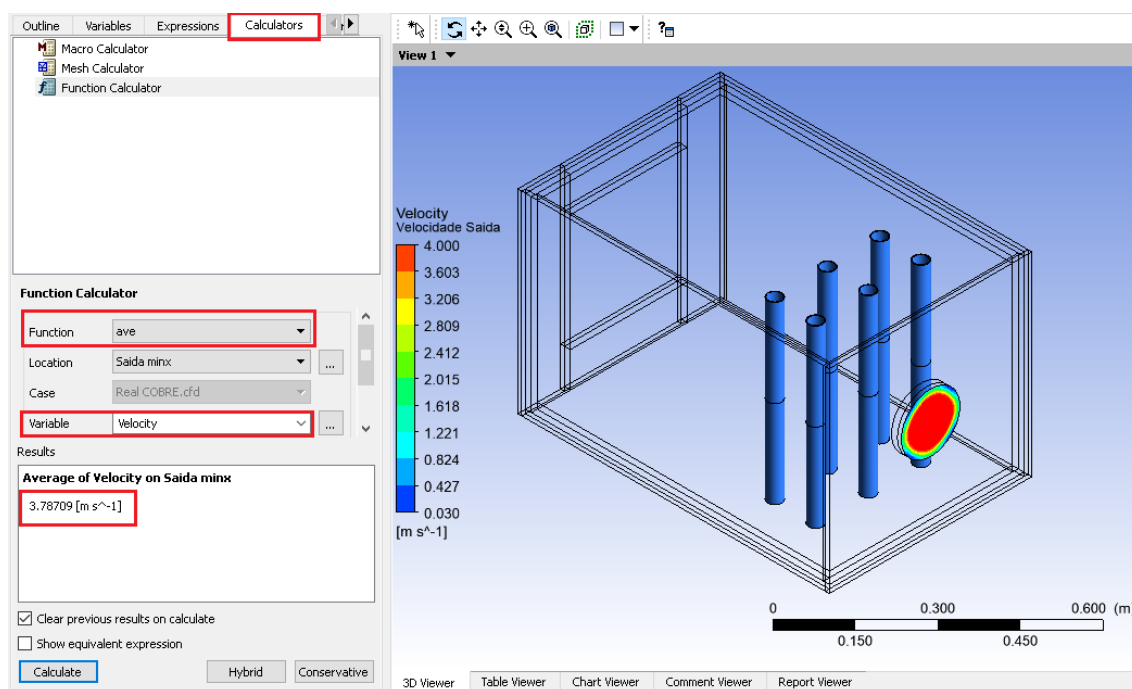 Outline Variables Expressions Calculators
Macro Calculator
Mesh Calculator
Function Calculator
Function Calculator
Function ave
Location Saida minx ...
Case Real COBRE.cfd
Variable Velocity ...
Results
Average of Velocity on Saida minx
3.78709 [m s^-1]
Clear previous results on calculate
Show equivalent expression
Calculate Hybrid Conservative
View 1
Velocity
Velocidade Saida
4.000
3.603
3.206
2.809
2.412
2.015
1.618
1.221
0.824
0.427
0.030
[m s^-1]
0 0.300 0.600 (m
0.150 0.450
3D Viewer Table Viewer Chart Viewer Comment Viewer Report Viewer